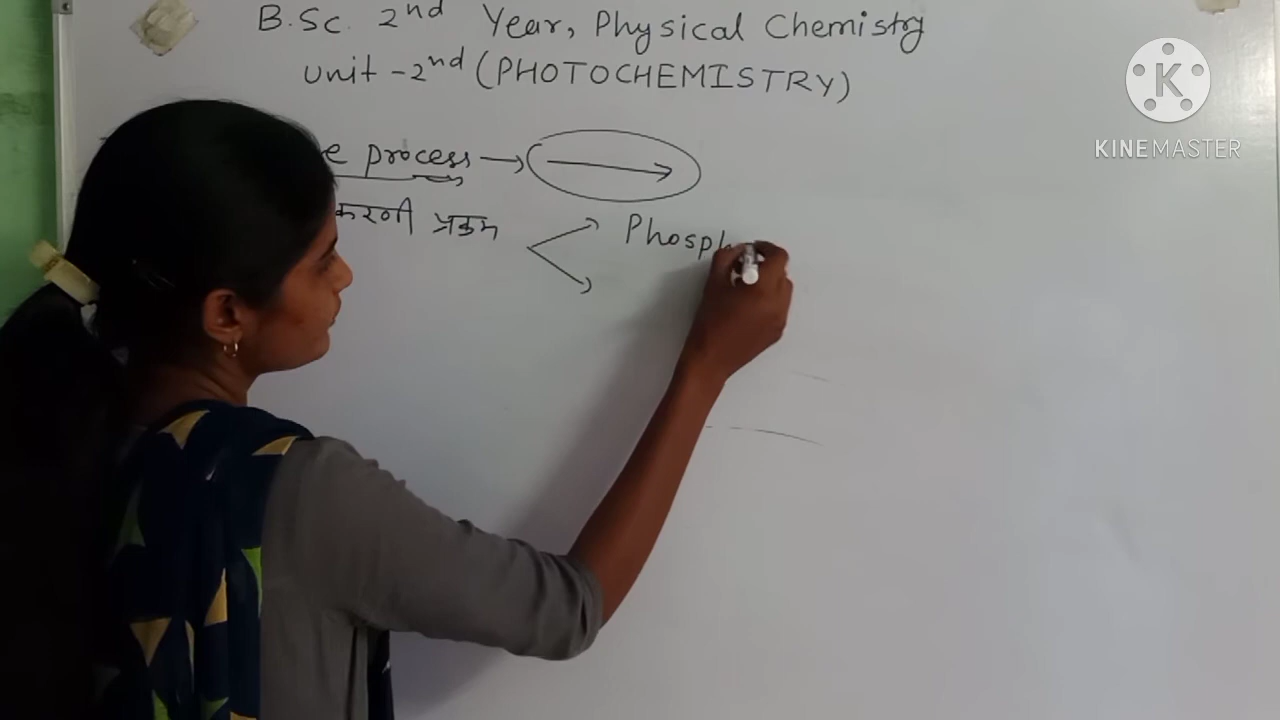 B.Sc. 2nd Year, Physical Chemistry
Unit -2nd (PHOTOCHEMISTRY)
process →
करणी प्रक्रम
Phosph
K
KINEMASTER